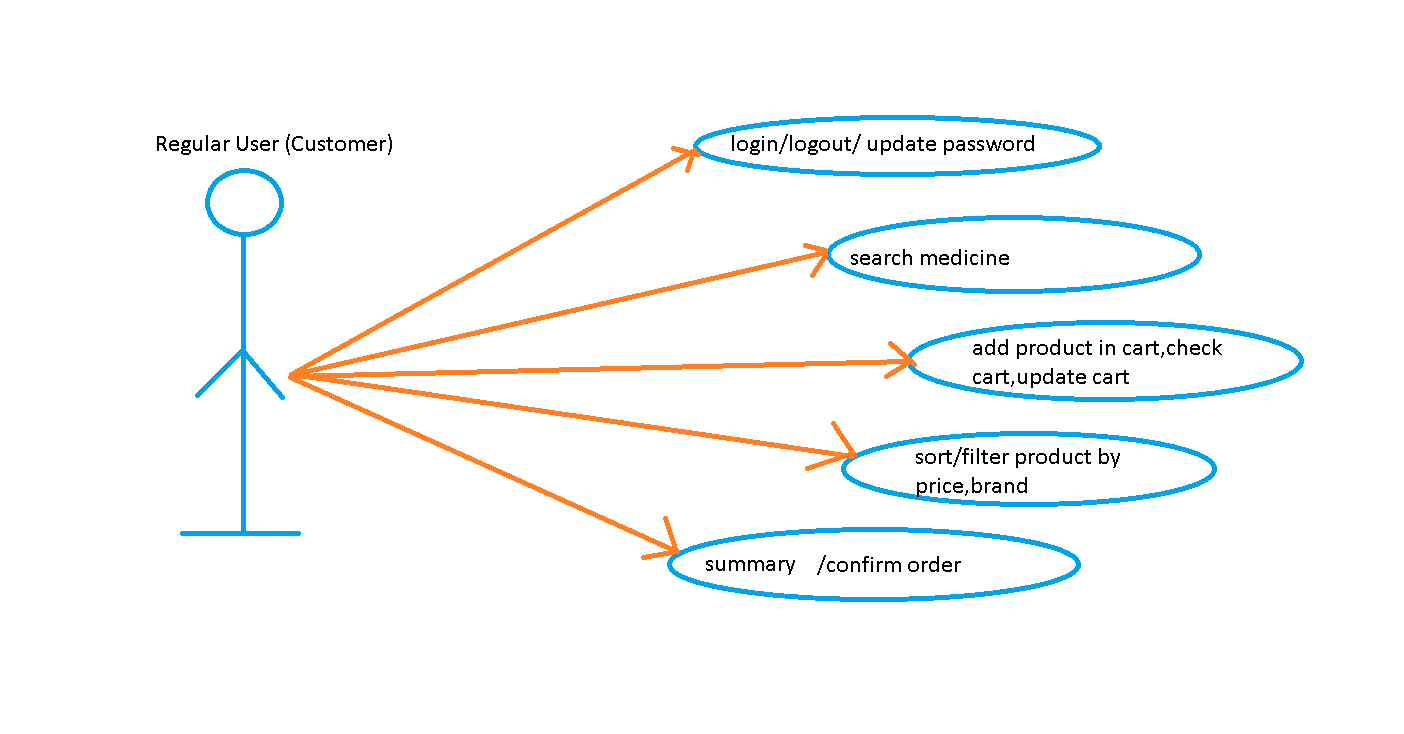 Regular User (Customer)
login/logout/ update password
search medicine
add product in cart,check
cart,update cart
sort/filter product by
price,brand
summary /confirm order